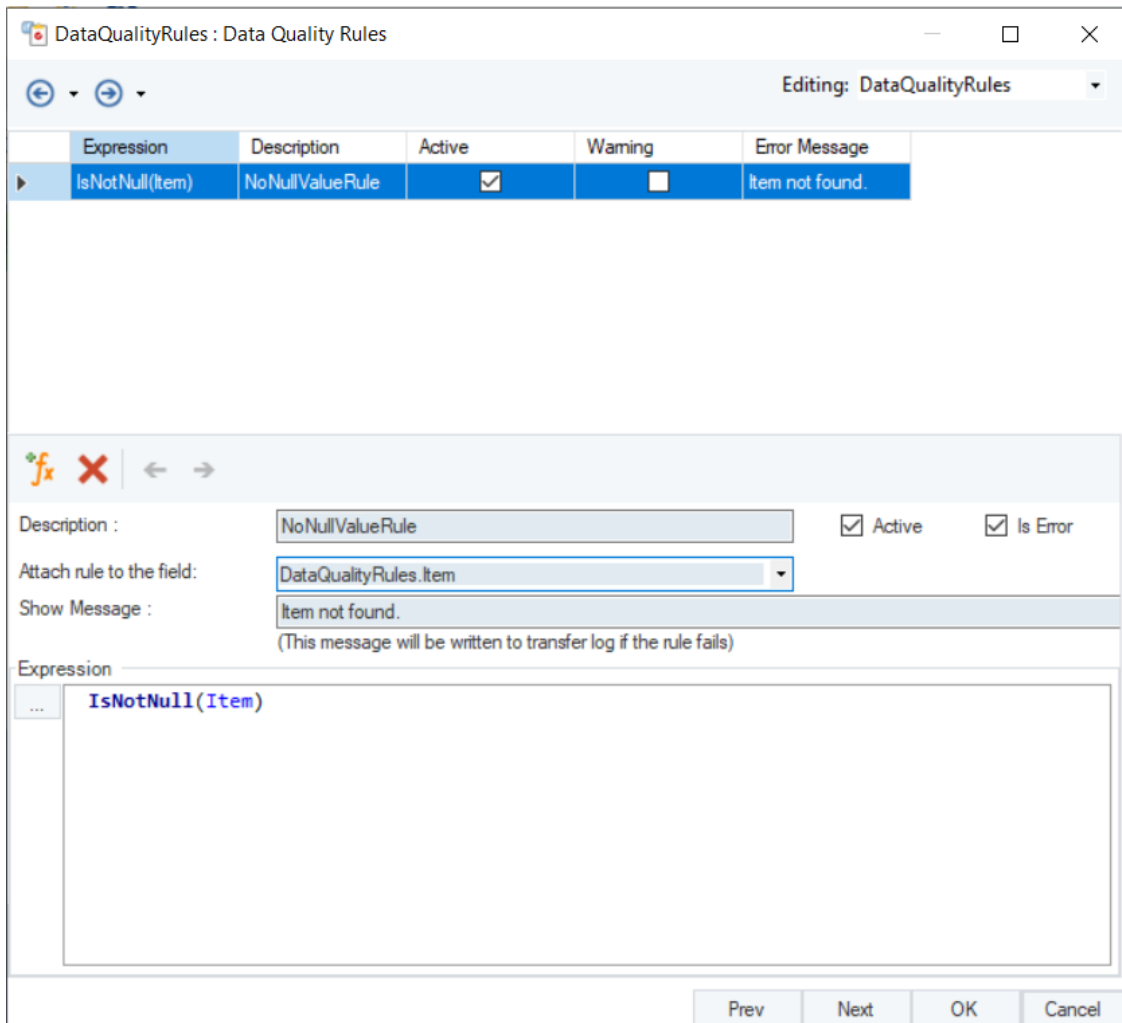 DataQualityRules : Data Quality Rules
Editing: DataQualityRules
Expression Description Active Warning Error Message
IsNotNull(Item) NoNullValueRule Item not found.
Description : NoNullValueRule Active Is Error
Attach rule to the field: DataQualityRules.Item
Show Message : Item not found.
(This message will be written to transfer log if the rule fails)
Expression
... IsNotNull(Item)
Prev Next OK Cancel